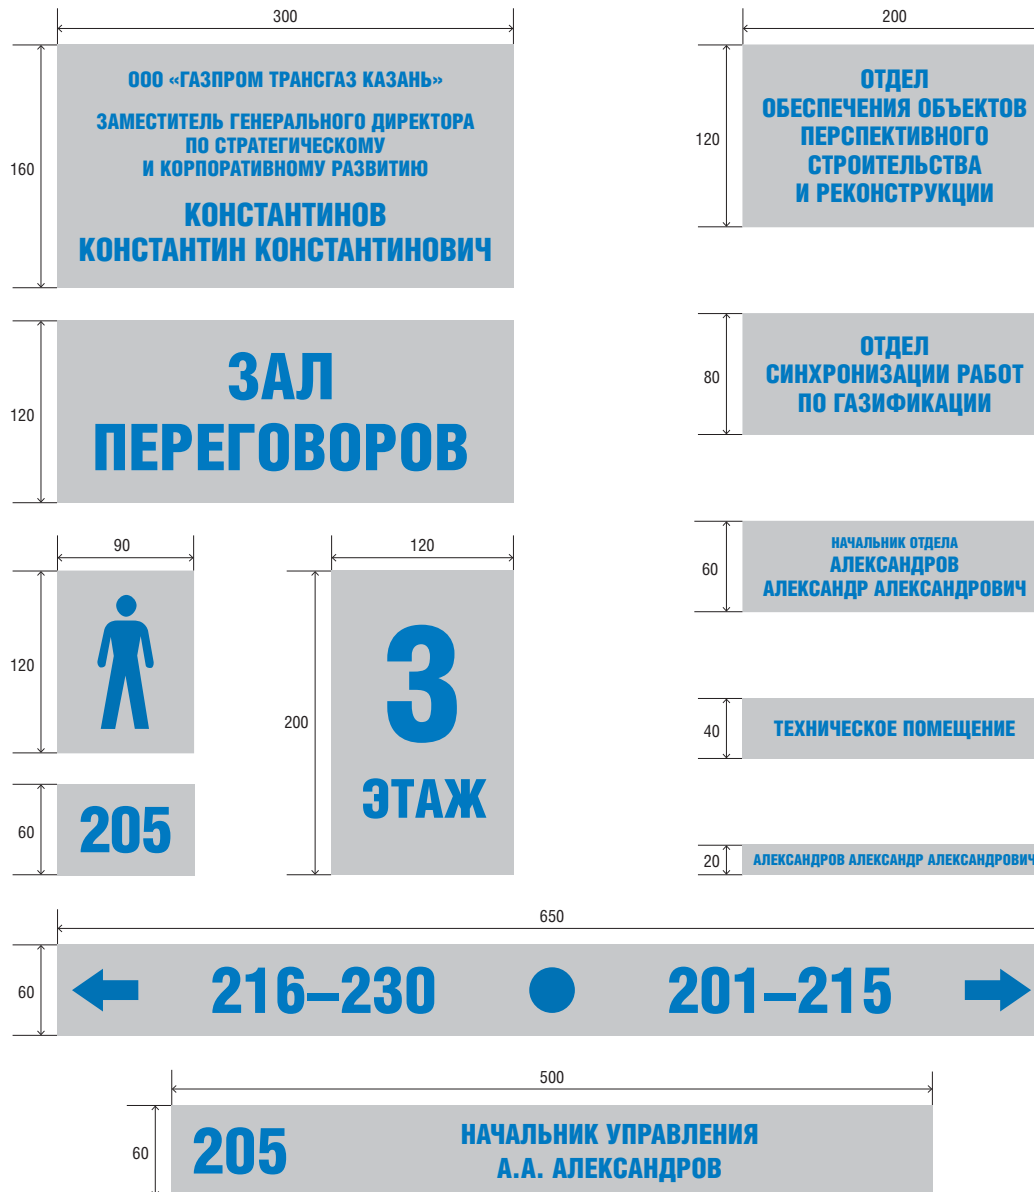 300
160
ООО «ГАЗПРОМ ТРАНСГАЗ КАЗАНЬ»
ЗАМЕСТИТЕЛЬ ГЕНЕРАЛЬНОГО ДИРЕКТОРА
ПО СТРАТЕГИЧЕСКОМУ
И КОРПОРАТИВНОМУ РАЗВИТИЮ
КОНСТАНТИНОВ
КОНСТАНТИН КОНСТАНТИНОВИЧ
200
120
ОТДЕЛ
ОБЕСПЕЧЕНИЯ ОБЪЕКТОВ
ПЕРСПЕКТИВНОГО
СТРОИТЕЛЬСТВА
И РЕКОНСТРУКЦИИ
120
ЗАЛ
ПЕРЕГОВОРОВ
80
ОТДЕЛ
СИНХРОНИЗАЦИИ РАБОТ
ПО ГАЗИФИКАЦИИ
90
120
120
200
3
ЭТАЖ
60
НАЧАЛЬНИК ОТДЕЛА
АЛЕКСАНДРОВ
АЛЕКСАНДР АЛЕКСАНДРОВИЧ
40
ТЕХНИЧЕСКОЕ ПОМЕЩЕНИЕ
60
205
20
АЛЕКСАНДРОВ АЛЕКСАНДР АЛЕКСАНДРОВИЧ
650
60
216–230
201–215
500
60
205
НАЧАЛЬНИК УПРАВЛЕНИЯ
А.А. АЛЕКСАНДРОВ